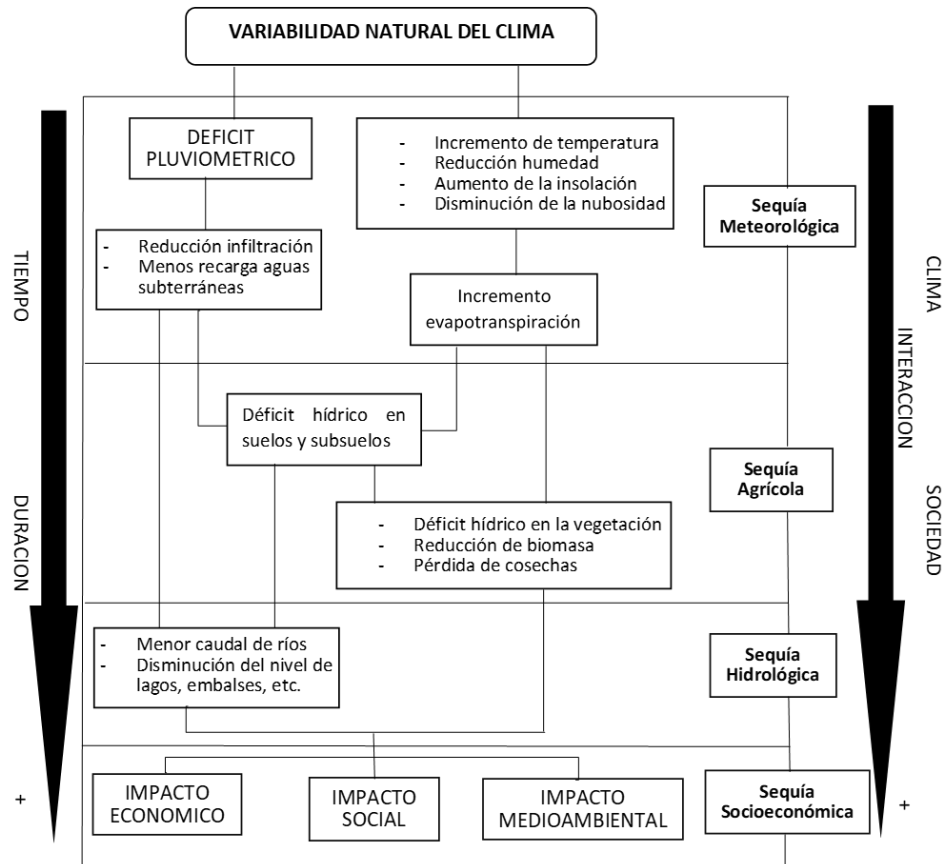 VARIABILIDAD NATURAL DEL CLIMA
DEFICIT
PLUVIOMETRICO
- Incremento de temperatura
- Reducción humedad
- Aumento de la insolación
- Disminución de la nubosidad
Sequía
Meteorológica
- Reducción infiltración
- Menos recarga aguas
subterráneas
Incremento
evapotranspiración
TIEMPO
CLIMA
INTERACCION
Déficit hídrico en
suelos y subsuelos
Sequía
Agrícola
DURACION
SOCIEDAD
- Déficit hídrico en la vegetación
- Reducción de biomasa
- Pérdida de cosechas
- Menor caudal de ríos
- Disminución del nivel de
lagos, embalses, etc.
Sequía
Hidrológica
IMPACTO
ECONOMICO
IMPACTO
SOCIAL
IMPACTO
MEDIOAMBIENTAL
Sequía
Socioeconómica
+
+